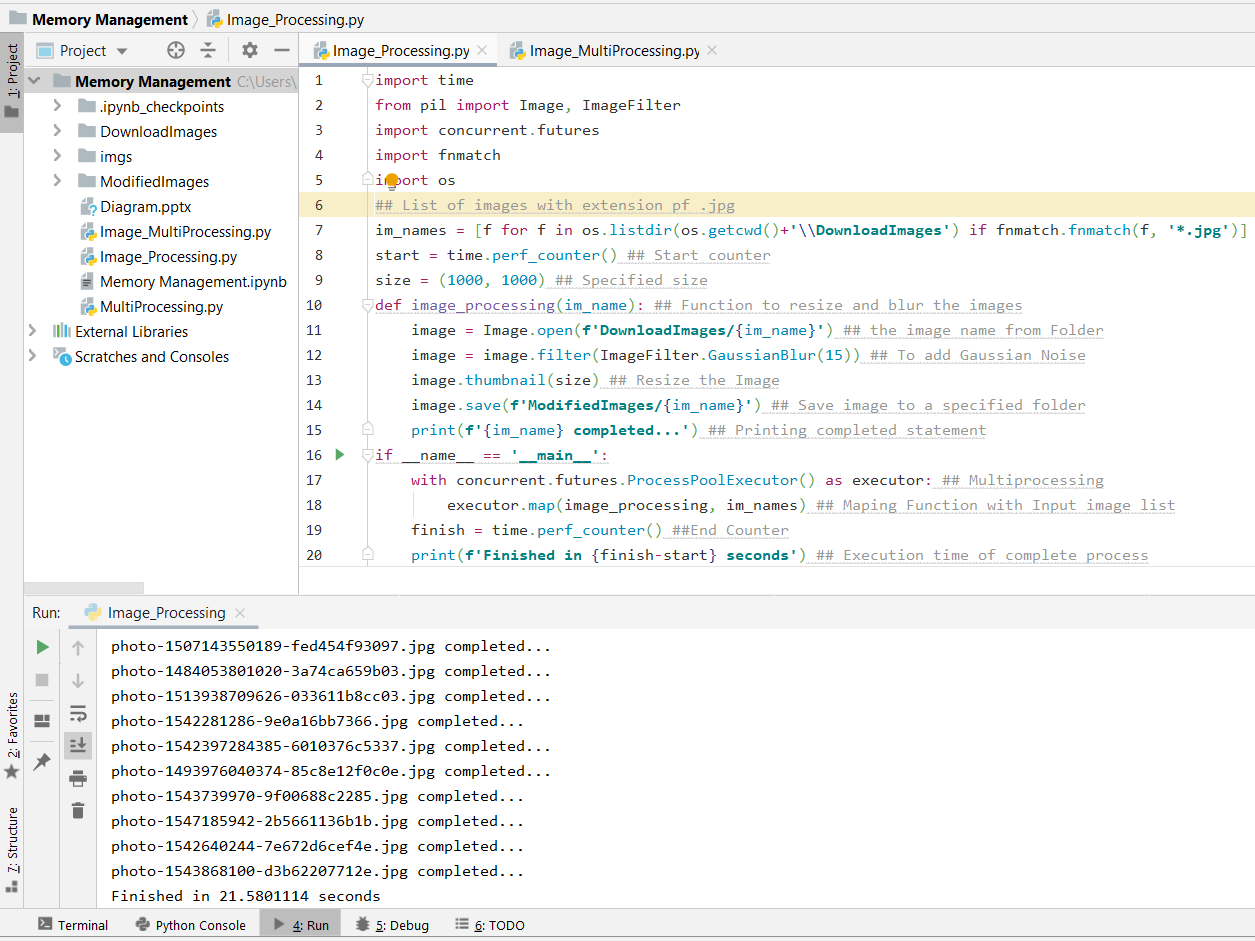 Memory Management Image_Processing.py
1: Project
Project
Image_Processing.py
Image_MultiProcessing.py
Memory Management C:\Users\
.ipynb_checkpoints
DownloadImages
imgs
ModifiedImages
Diagram.pptx
Image_MultiProcessing.py
Image_Processing.py
Memory Management.ipynb
MultiProcessing.py
External Libraries
Scratches and Consoles
1 import time
2 from pil import Image, ImageFilter
3 import concurrent.futures
4 import fnmatch
5 import os
6 ## List of images with extension pf .jpg
7 im_names = [f for f in os.listdir(os.getcwd()+'\\DownloadImages') if fnmatch.fnmatch(f, '*.jpg')]
8 start = time.perf_counter() ## Start counter
9 size = (1000, 1000) ## Specified size
10 def image_processing(im_name): ## Function to resize and blur the images
11 image = Image.open(f'DownloadImages/{im_name}') ## the image name from Folder
12 image = image.filter(ImageFilter.GaussianBlur(15)) ## To add Gaussian Noise
13 image.thumbnail(size) ## Resize the Image
14 image.save(f'ModifiedImages/{im_name}') ## Save image to a specified folder
15 print(f'{im_name} completed...') ## Printing completed statement
16 if __name__ == '__main__':
17 with concurrent.futures.ProcessPoolExecutor() as executor: ## Multiprocessing
18 executor.map(image_processing, im_names) ## Maping Function with Input image list
19 finish = time.perf_counter() ##End Counter
20 print(f'Finished in {finish-start} seconds') ## Execution time of complete process
Run: Image_Processing
photo-1507143550189-fed454f93097.jpg completed...
photo-1484053801020-3a74ca659b03.jpg completed...
photo-1513938709626-033611b8cc03.jpg completed...
photo-1542281286-9e0a16bb7366.jpg completed...
photo-1542397284385-6010376c5337.jpg completed...
photo-1493976040374-85c8e12f0c0e.jpg completed...
photo-1543739970-9f00688c2285.jpg completed...
photo-1547185942-2b5661136b1b.jpg completed...
photo-1542640244-7e672d6cef4e.jpg completed...
photo-1543868100-d3b62207712e.jpg completed...
Finished in 21.5801114 seconds
2: Favorites
7: Structure
Terminal
Python Console
4: Run
5: Debug
6: TODO